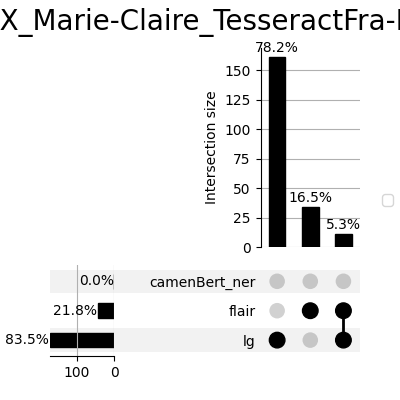 X_Marie-Claire_TesseractFra-
78.2%
150
125
100
75
50
25
0
Intersection size
16.5%
5.3%
0.0%
camenBert_ner
21.8%
flair
83.5%
lg
100 0